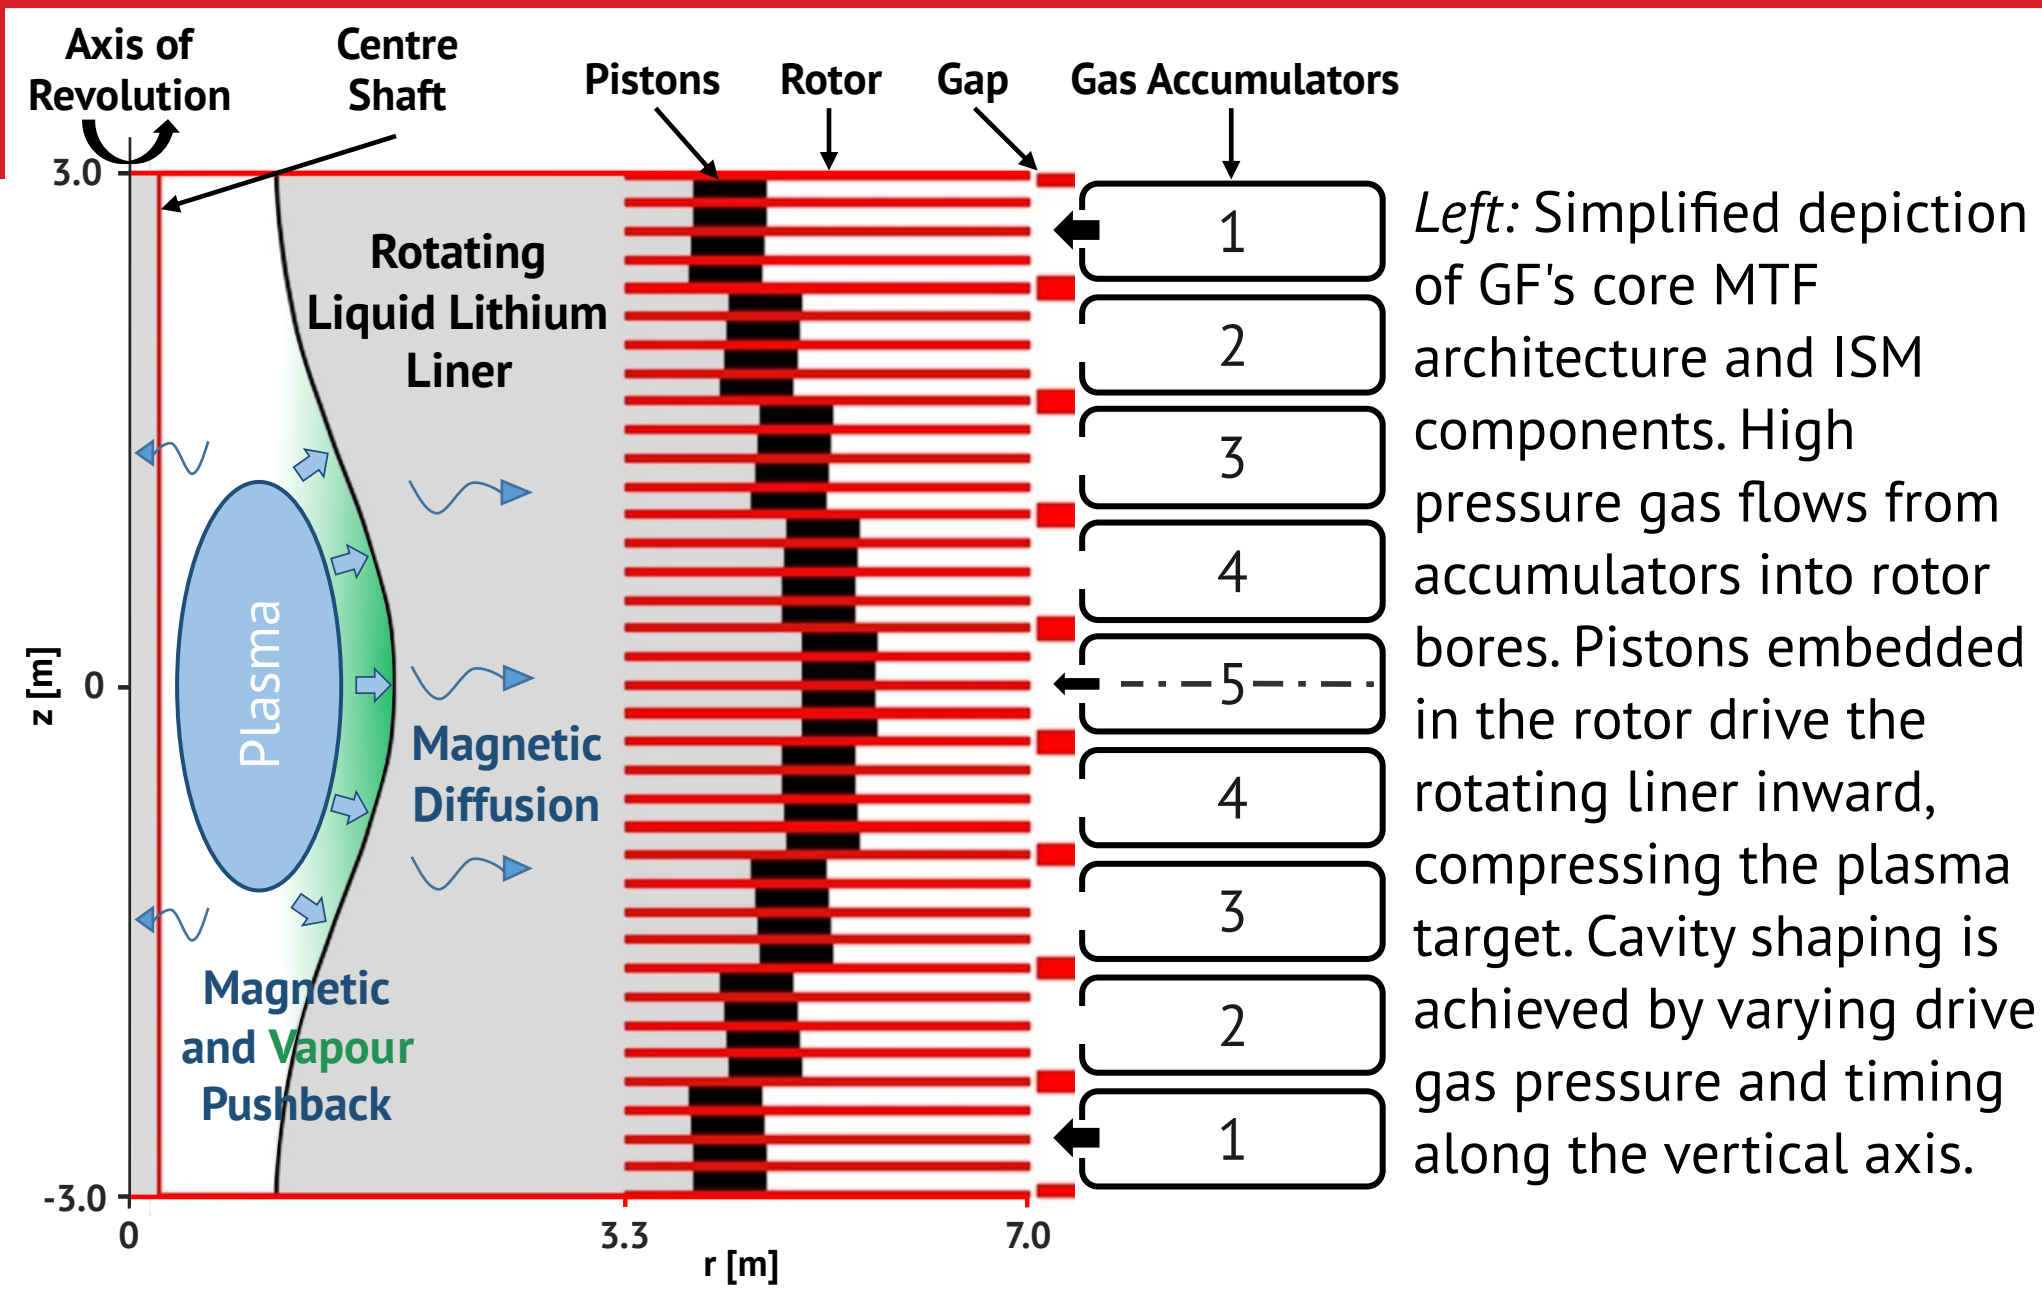 Axis of
Revolution
Centre
Shaft
Pistons
Rotor
Gap
Gas Accumulators
3.0
0
-3.0
z [m]
Rotating
Liquid Lithium
Liner
Plasma
Magnetic
Diffusion
Magnetic
and Vapour
Pushback
1
2
3
4
5
4
3
2
1
0
3.3
7.0
r [m]
Left: Simplified depiction
of GF's core MTF
architecture and ISM
components. High
pressure gas flows from
accumulators into rotor
bores. Pistons embedded
in the rotor drive the
rotating liner inward,
compressing the plasma
target. Cavity shaping is
achieved by varying drive
gas pressure and timing
along the vertical axis.